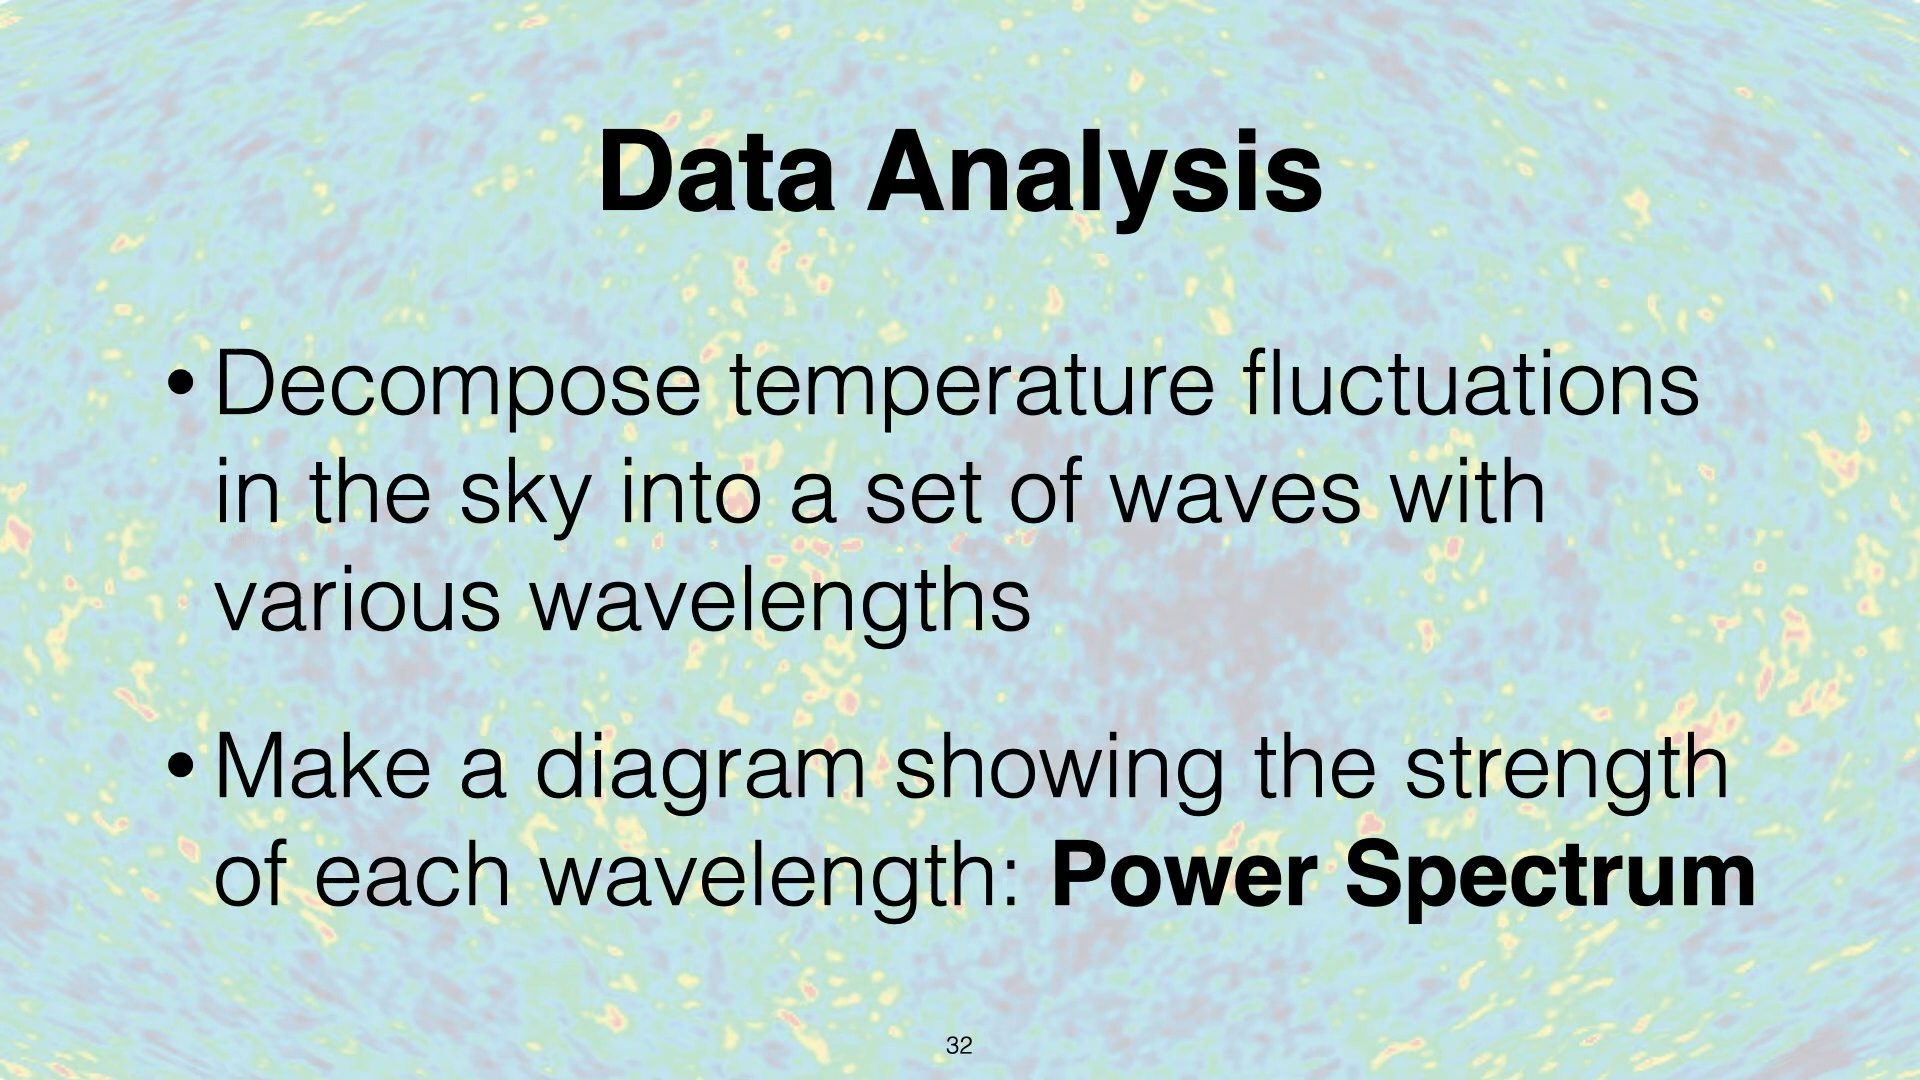 Data Analysis
• Decompose temperature fluctuations
in the sky into a set of waves with
various wavelengths
• Make a diagram showing the strength
of each wavelength: Power Spectrum
32